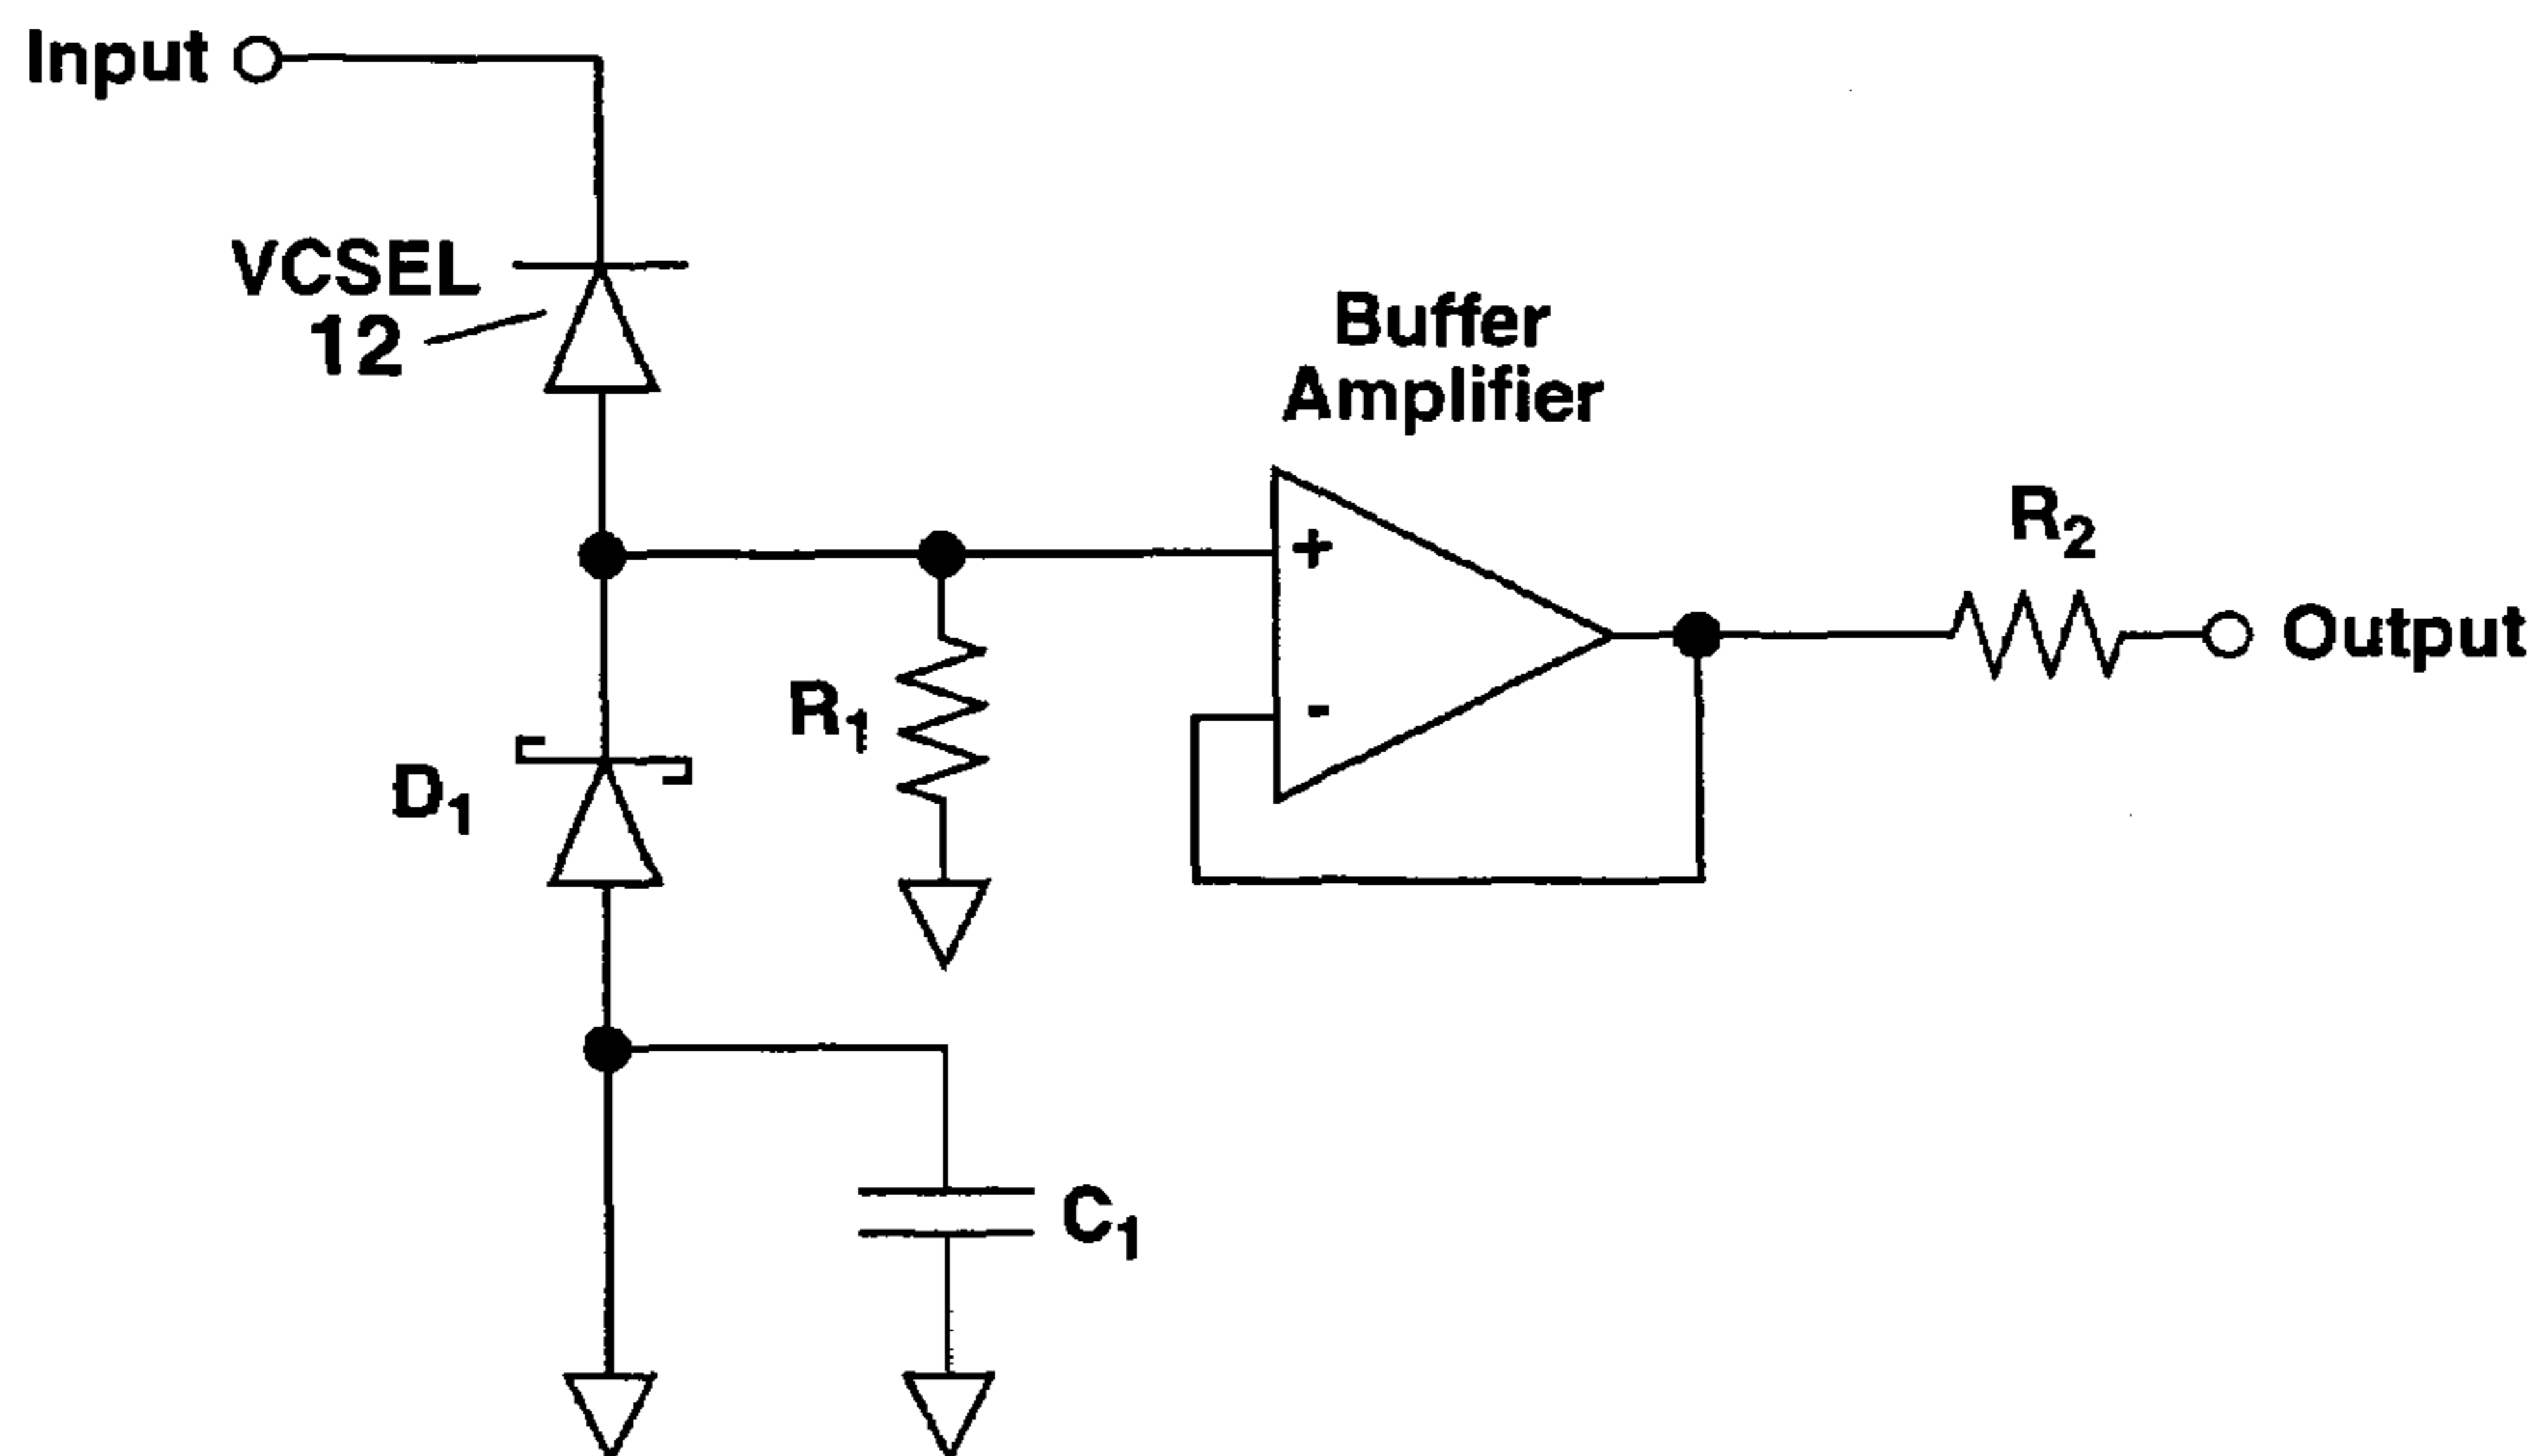 Input
VCSEL
12
Buffer
Amplifier
+
-
R2
Output
R1
D1
C1